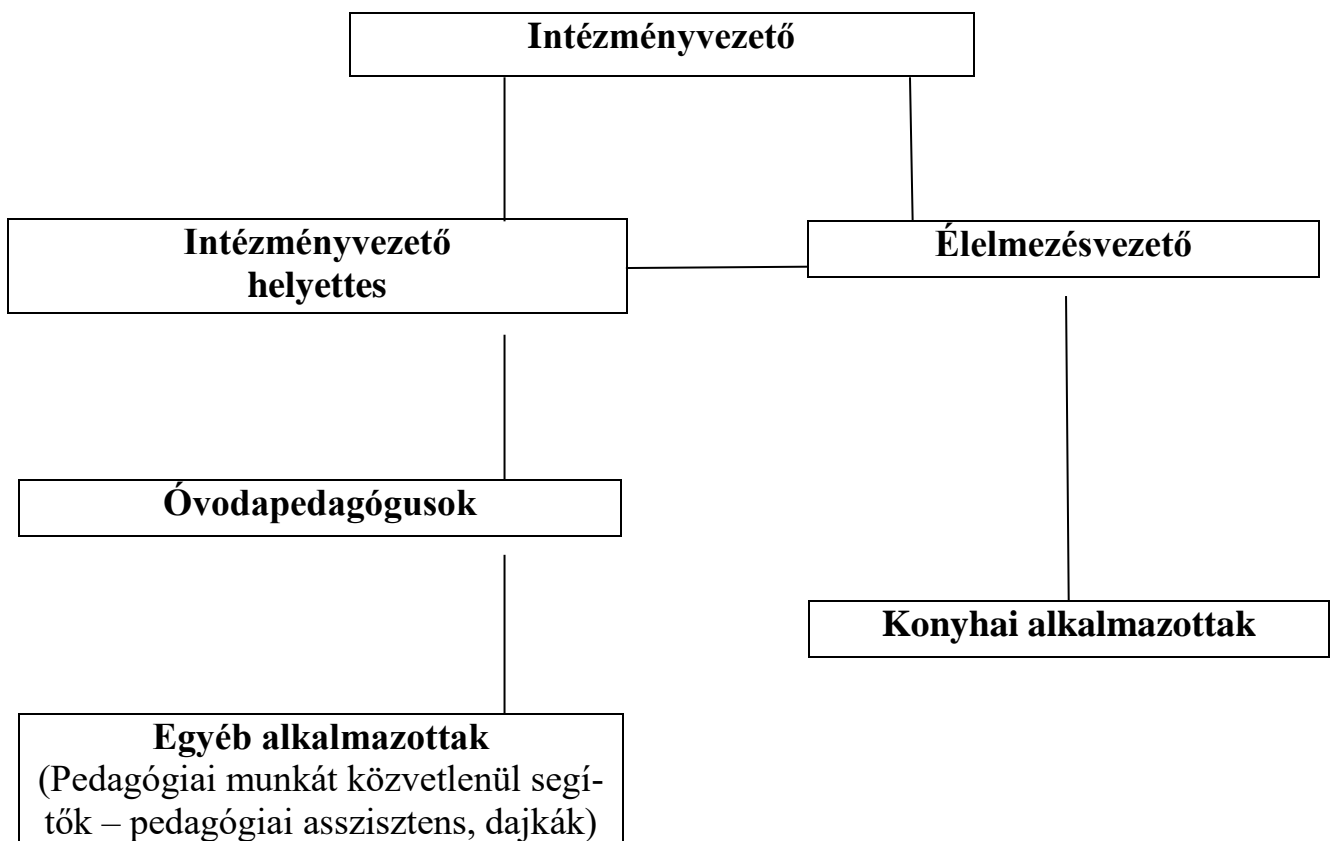 Intézményvezető
Intézményvezető
helyettes
Élelmezésvezető
Óvodapedagógusok
Konyhai alkalmazottak
Egyéb alkalmazottak
(Pedagógiai munkát közvetlenül segí-
tők – pedagógiai asszisztens, dajkák)